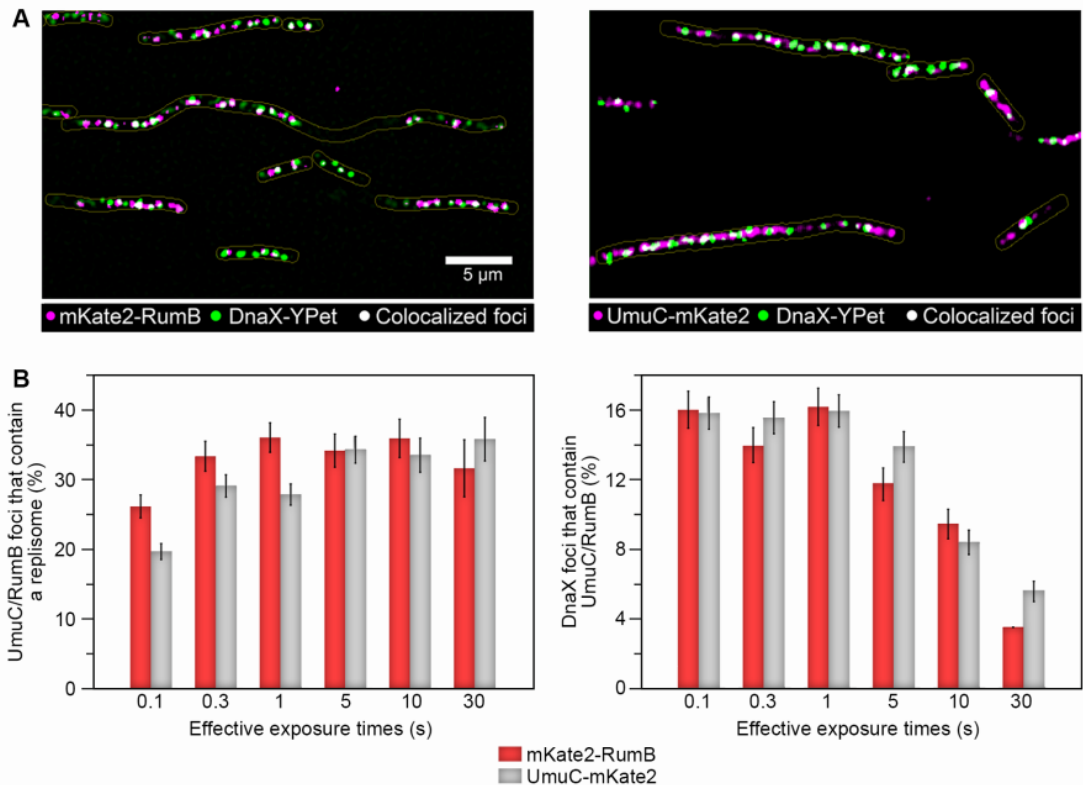 A
5 µm
mKate2-RumB DnaX-YPet Colocalized foci
UmuC-mKate2 DnaX-YPet Colocalized foci
B
UmuC/RumB foci that contain
a replisome (%)
40
30
20
10
0
0.1 0.3 1 5 10 30
Effective exposure times (s)
DnaX foci that contain
UmuC/RumB (%)
16
12
8
4
0
0.1 0.3 1 5 10 30
Effective exposure times (s)
mKate2-RumB
UmuC-mKate2